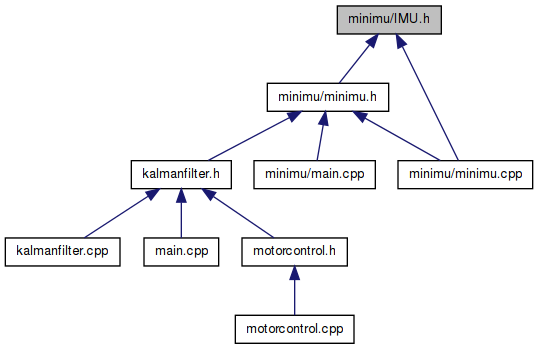 minimu/IMU.h
minimu/minimu.h
kalmanfilter.h
minimu/main.cpp
minimu/minimu.cpp
kalmanfilter.cpp
main.cpp
motorcontrol.h
motorcontrol.cpp